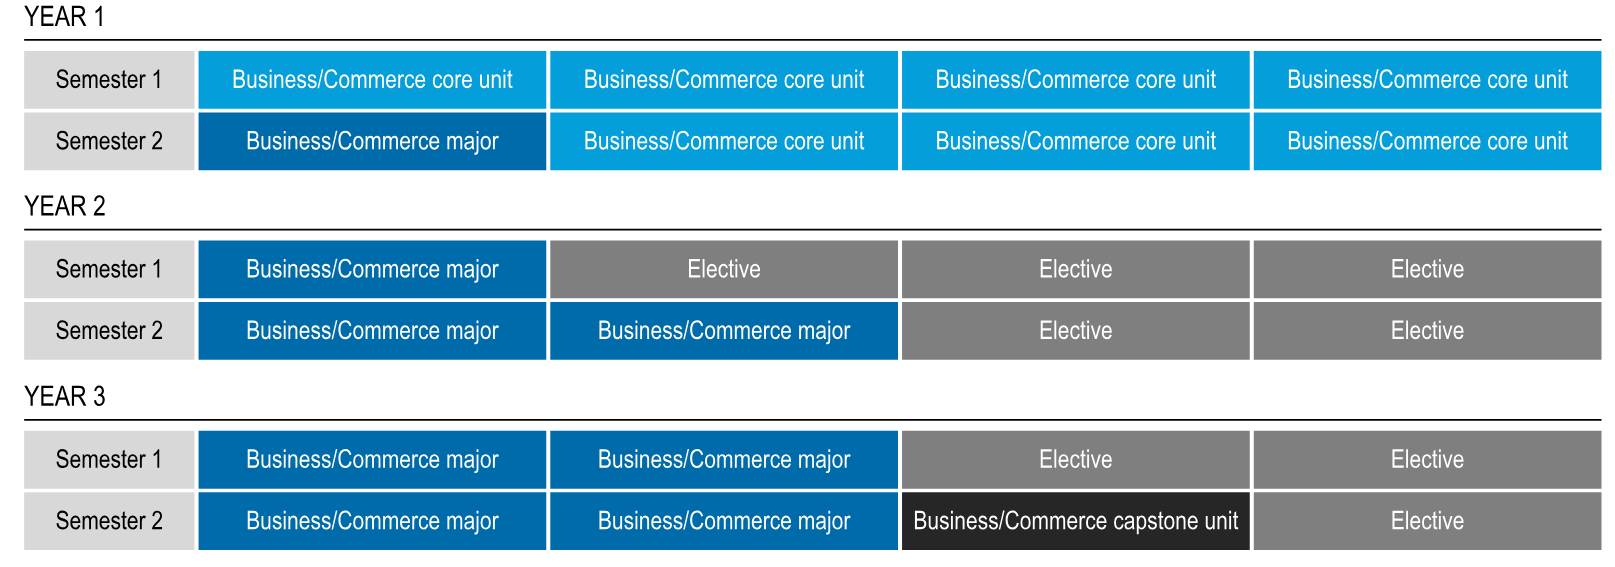 YEAR 1
Semester 1 Business/Commerce core unit Business/Commerce core unit Business/Commerce core unit Business/Commerce core unit
Semester 2 Business/Commerce major Business/Commerce core unit Business/Commerce core unit Business/Commerce core unit
YEAR 2
Semester 1 Business/Commerce major Elective Elective Elective
Semester 2 Business/Commerce major Business/Commerce major Elective Elective
YEAR 3
Semester 1 Business/Commerce major Business/Commerce major Elective Elective
Semester 2 Business/Commerce major Business/Commerce major Business/Commerce capstone unit Elective